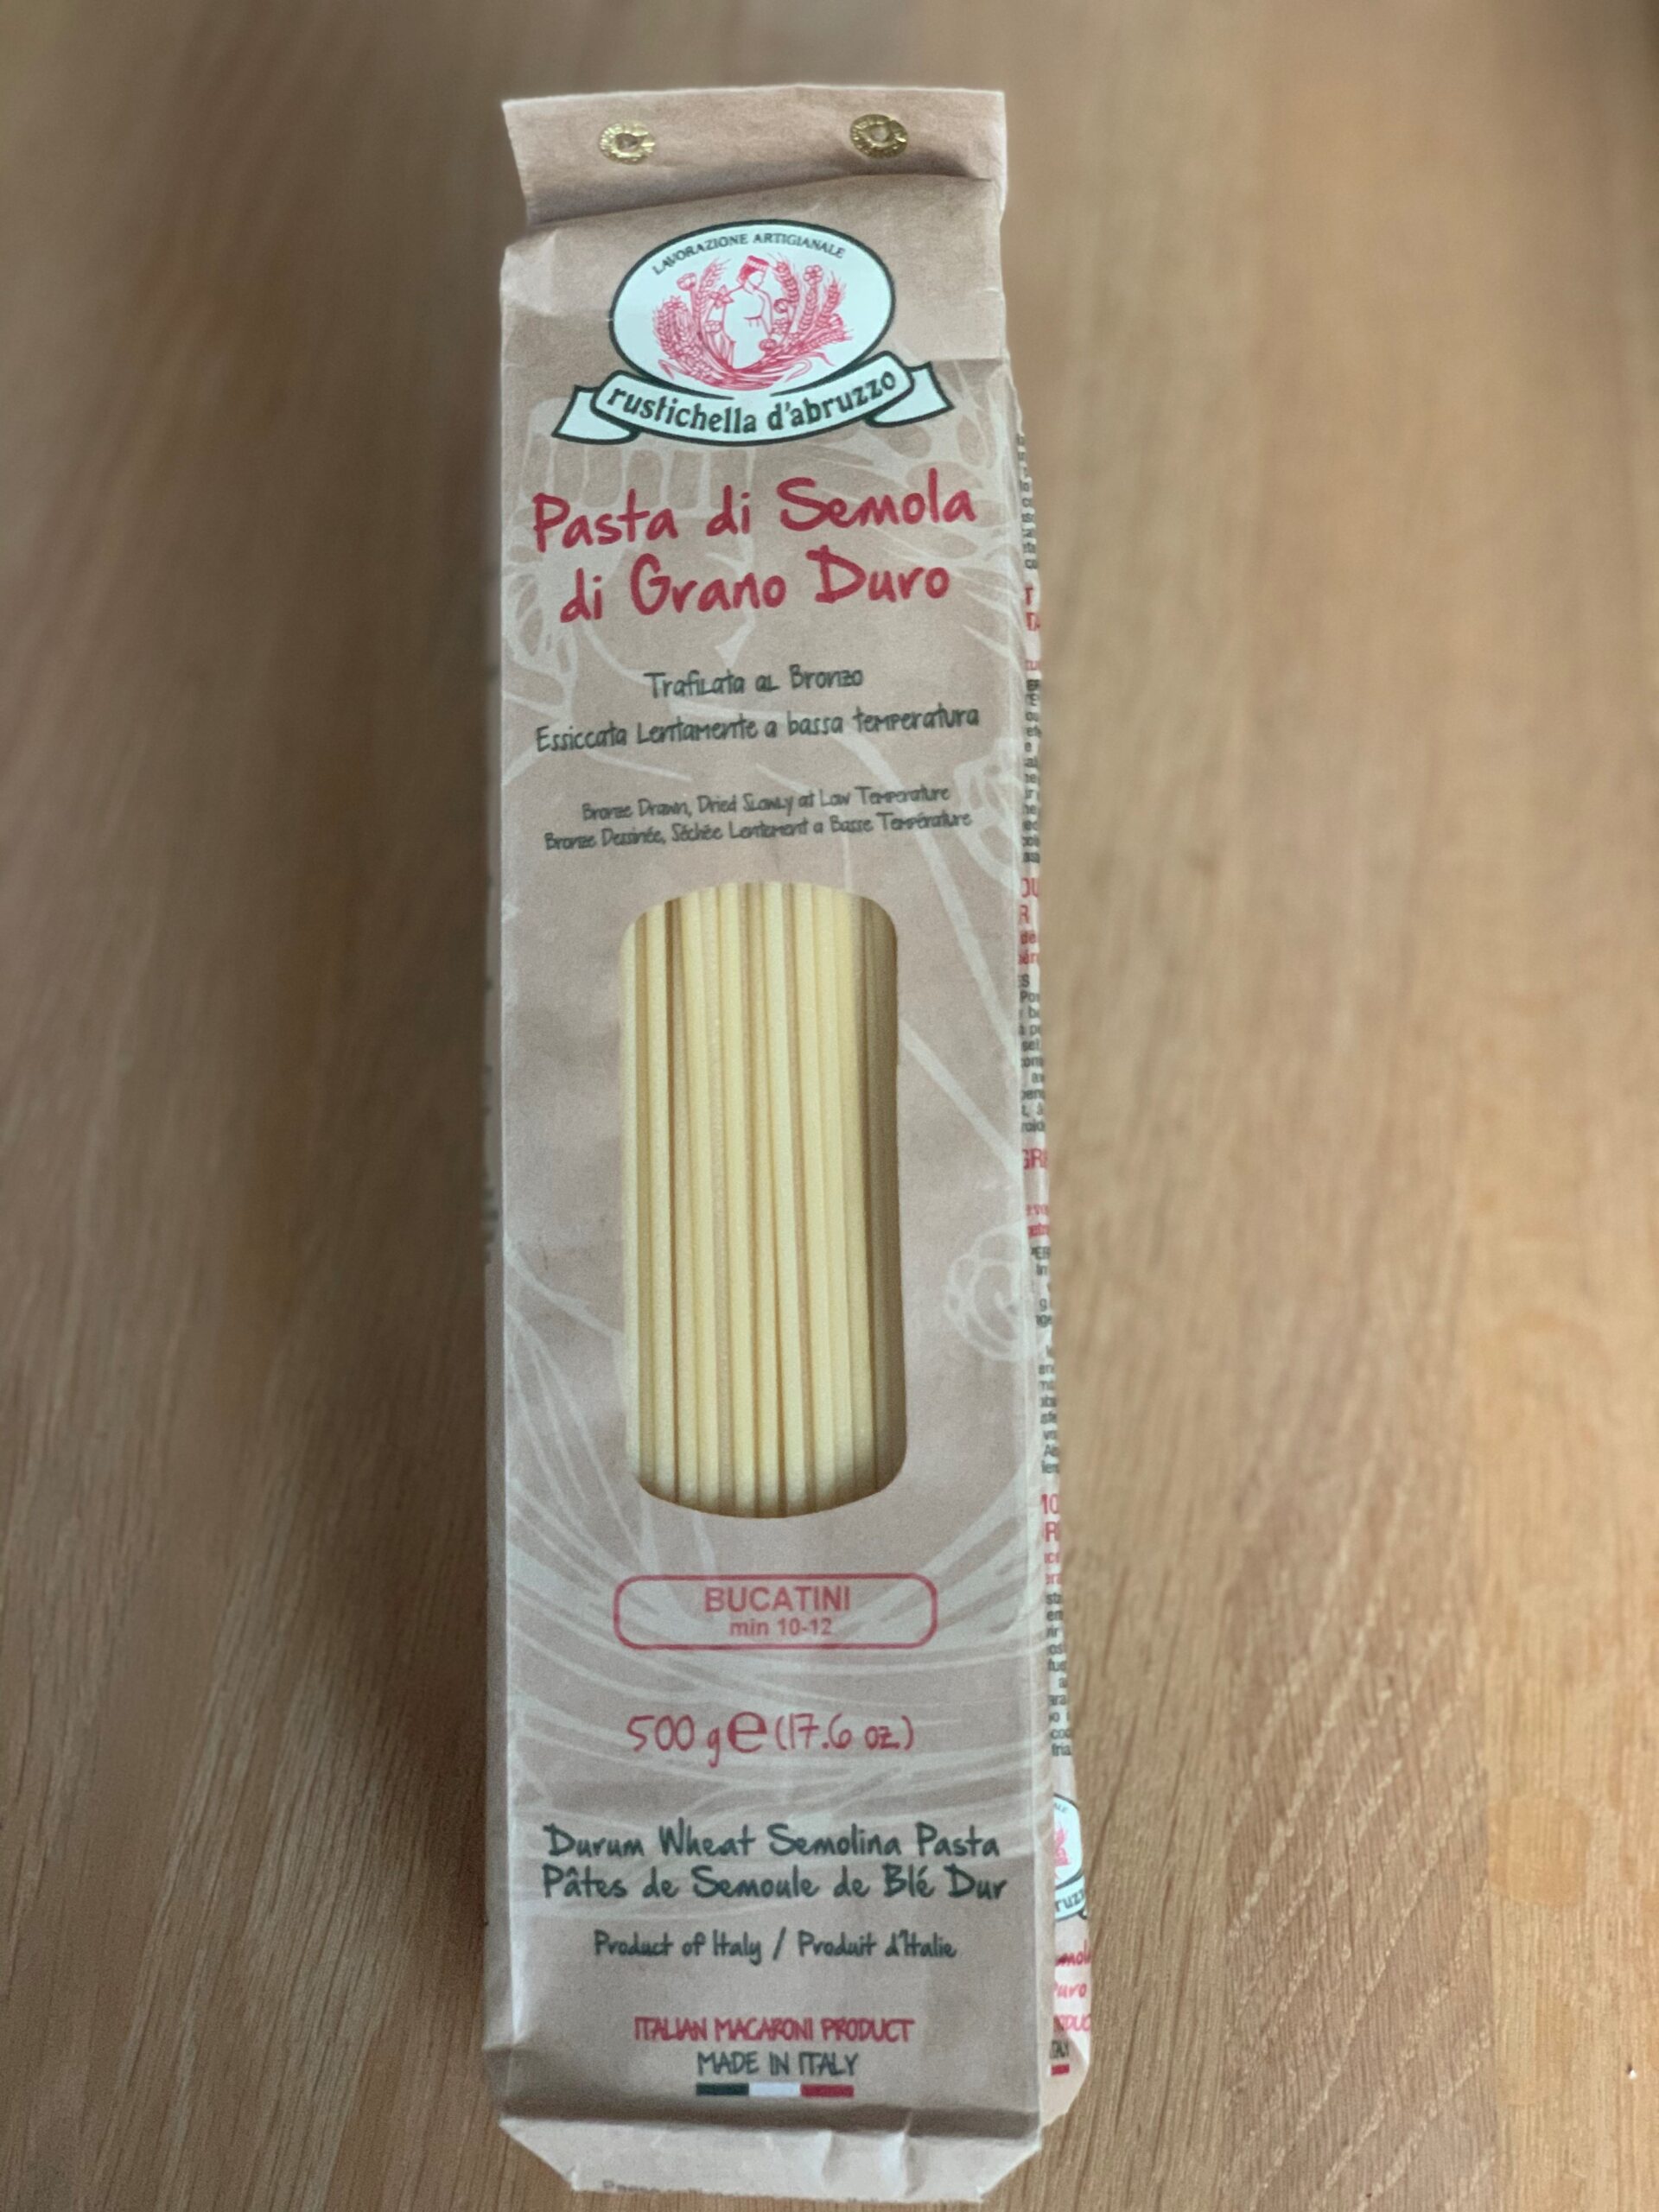 LAVORAZIONE ARTIGIANALE
rustichella d'abruzzo
Pasta di Semola
di Grano Duro
Trafilata al Bronzo
Essiccata Lentamente a bassa temperatura
Bronze Drawn, Dried Slowly at Low Temperature
Bronze Dessinée, Séchée Lentement a Basse Température
BUCATINI
min 10-12
500 g e (17.6 oz)
Durum Wheat Semolina Pasta
Pâtes de Semoule de Blé Dur
Product of Italy / Produit d'Italie
ITALIAN MACARONI PRODUCT
MADE IN ITALY